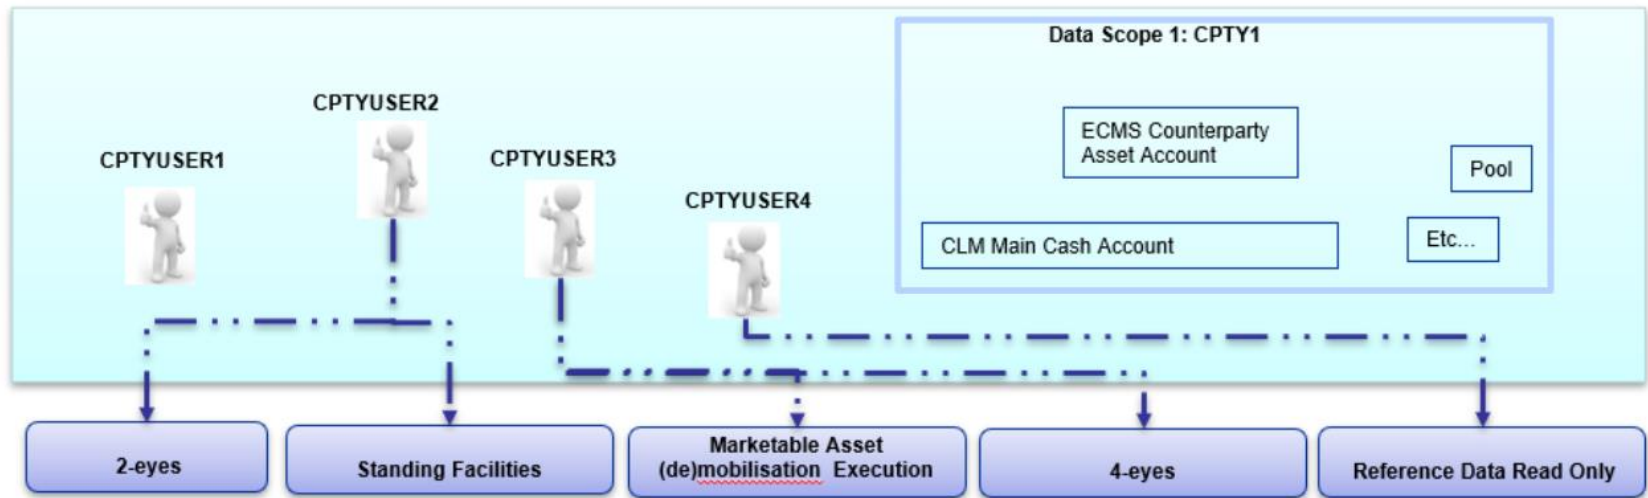 Data Scope 1: CPTY1
CPTYUSER2
CPTYUSER1
CPTYUSER3
CPTYUSER4
ECMS Counterparty
Asset Account
Pool
CLM Main Cash Account
Etc...
2-eyes
Standing Facilities
Marketable Asset
(de)mobilisation Execution
4-eyes
Reference Data Read Only